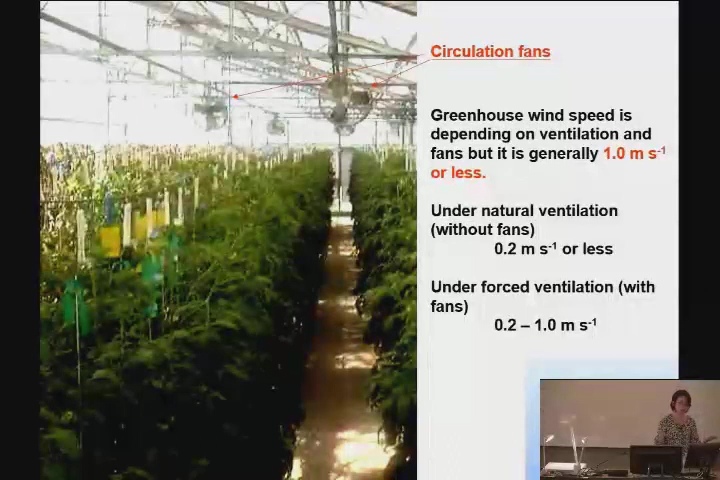 Circulation fans
Greenhouse wind speed is
depending on ventilation and
fans but it is generally 1.0 m s-1
or less.
Under natural ventilation
(without fans)
0.2 m s-1 or less
Under forced ventilation (with
fans)
0.2 – 1.0 m s-1